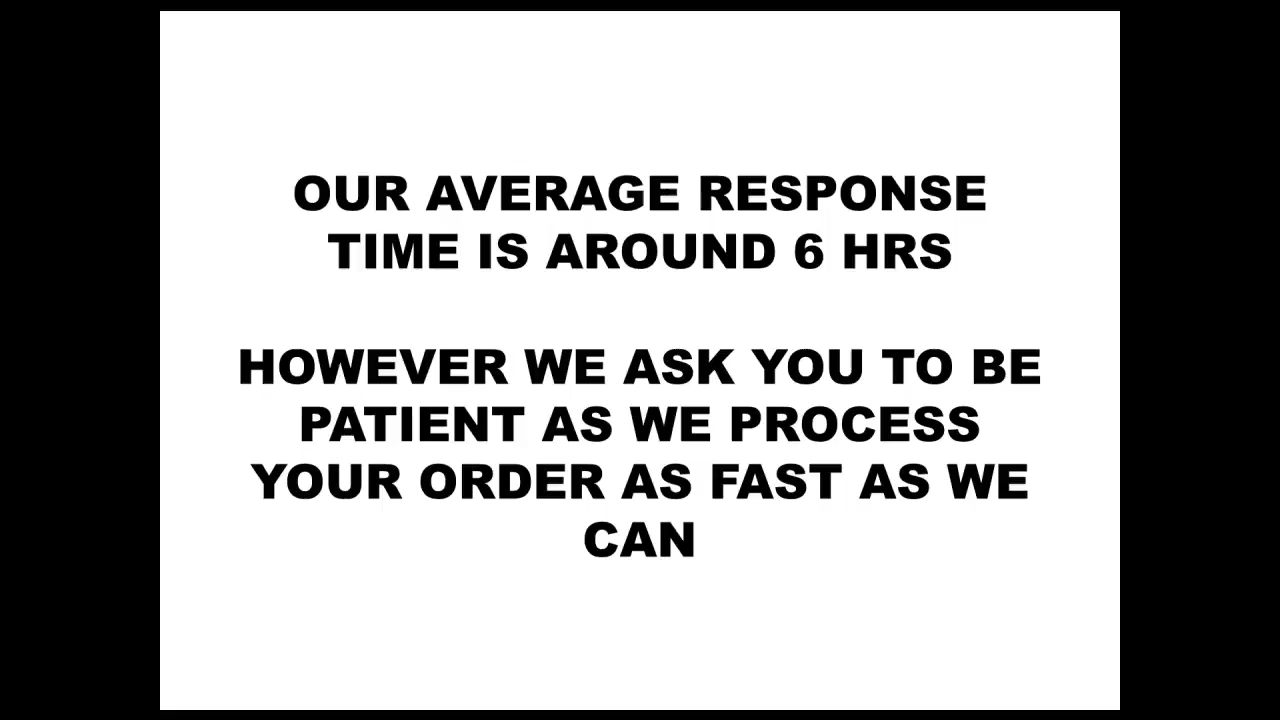 OUR AVERAGE RESPONSE
TIME IS AROUND 6 HRS
HOWEVER WE ASK YOU TO BE
PATIENT AS WE PROCESS
YOUR ORDER AS FAST AS WE
CAN